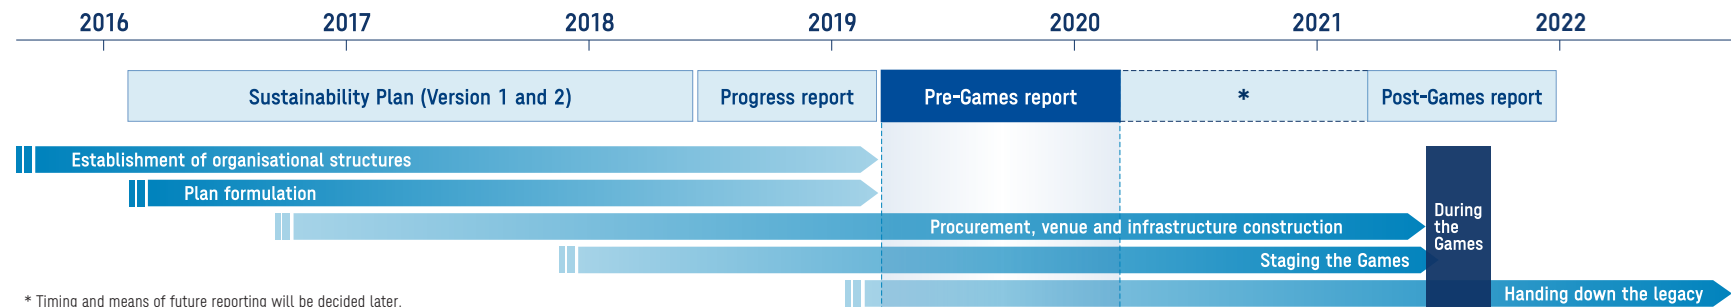 2016 2017 2018 2019 2020 2021 2022
Sustainability Plan (Version 1 and 2) Progress report Pre-Games report * Post-Games report
Establishment of organisational structures
Plan formulation
Procurement, venue and infrastructure construction
During
the
Games
Staging the Games
Handing down the legacy
* Timing and means of future reporting will be decided later.